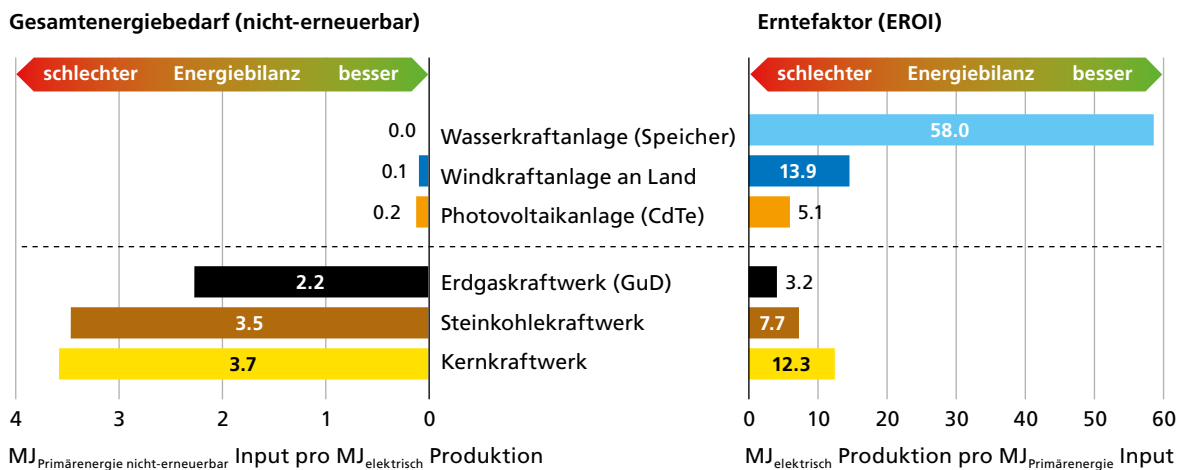 Gesamtenergiebedarf (nicht-erneuerbar)
Erntefaktor (EROI)
schlechter Energiebilanz besser
schlechter Energiebilanz besser
0.0 Wasserkraftanlage (Speicher) 58.0
0.1 Windkraftanlage an Land 13.9
0.2 Photovoltaikanlage (CdTe) 5.1
2.2 Erdgaskraftwerk (GuD) 3.2
3.5 Steinkohlekraftwerk 7.7
3.7 Kernkraftwerk 12.3
4 3 2 1 0
0 10 20 30 40 50 60
MJPrimärenergie nicht-erneuerbar Input pro MJelektrisch Produktion
MJelektrisch Produktion pro MJPrimärenergie Input